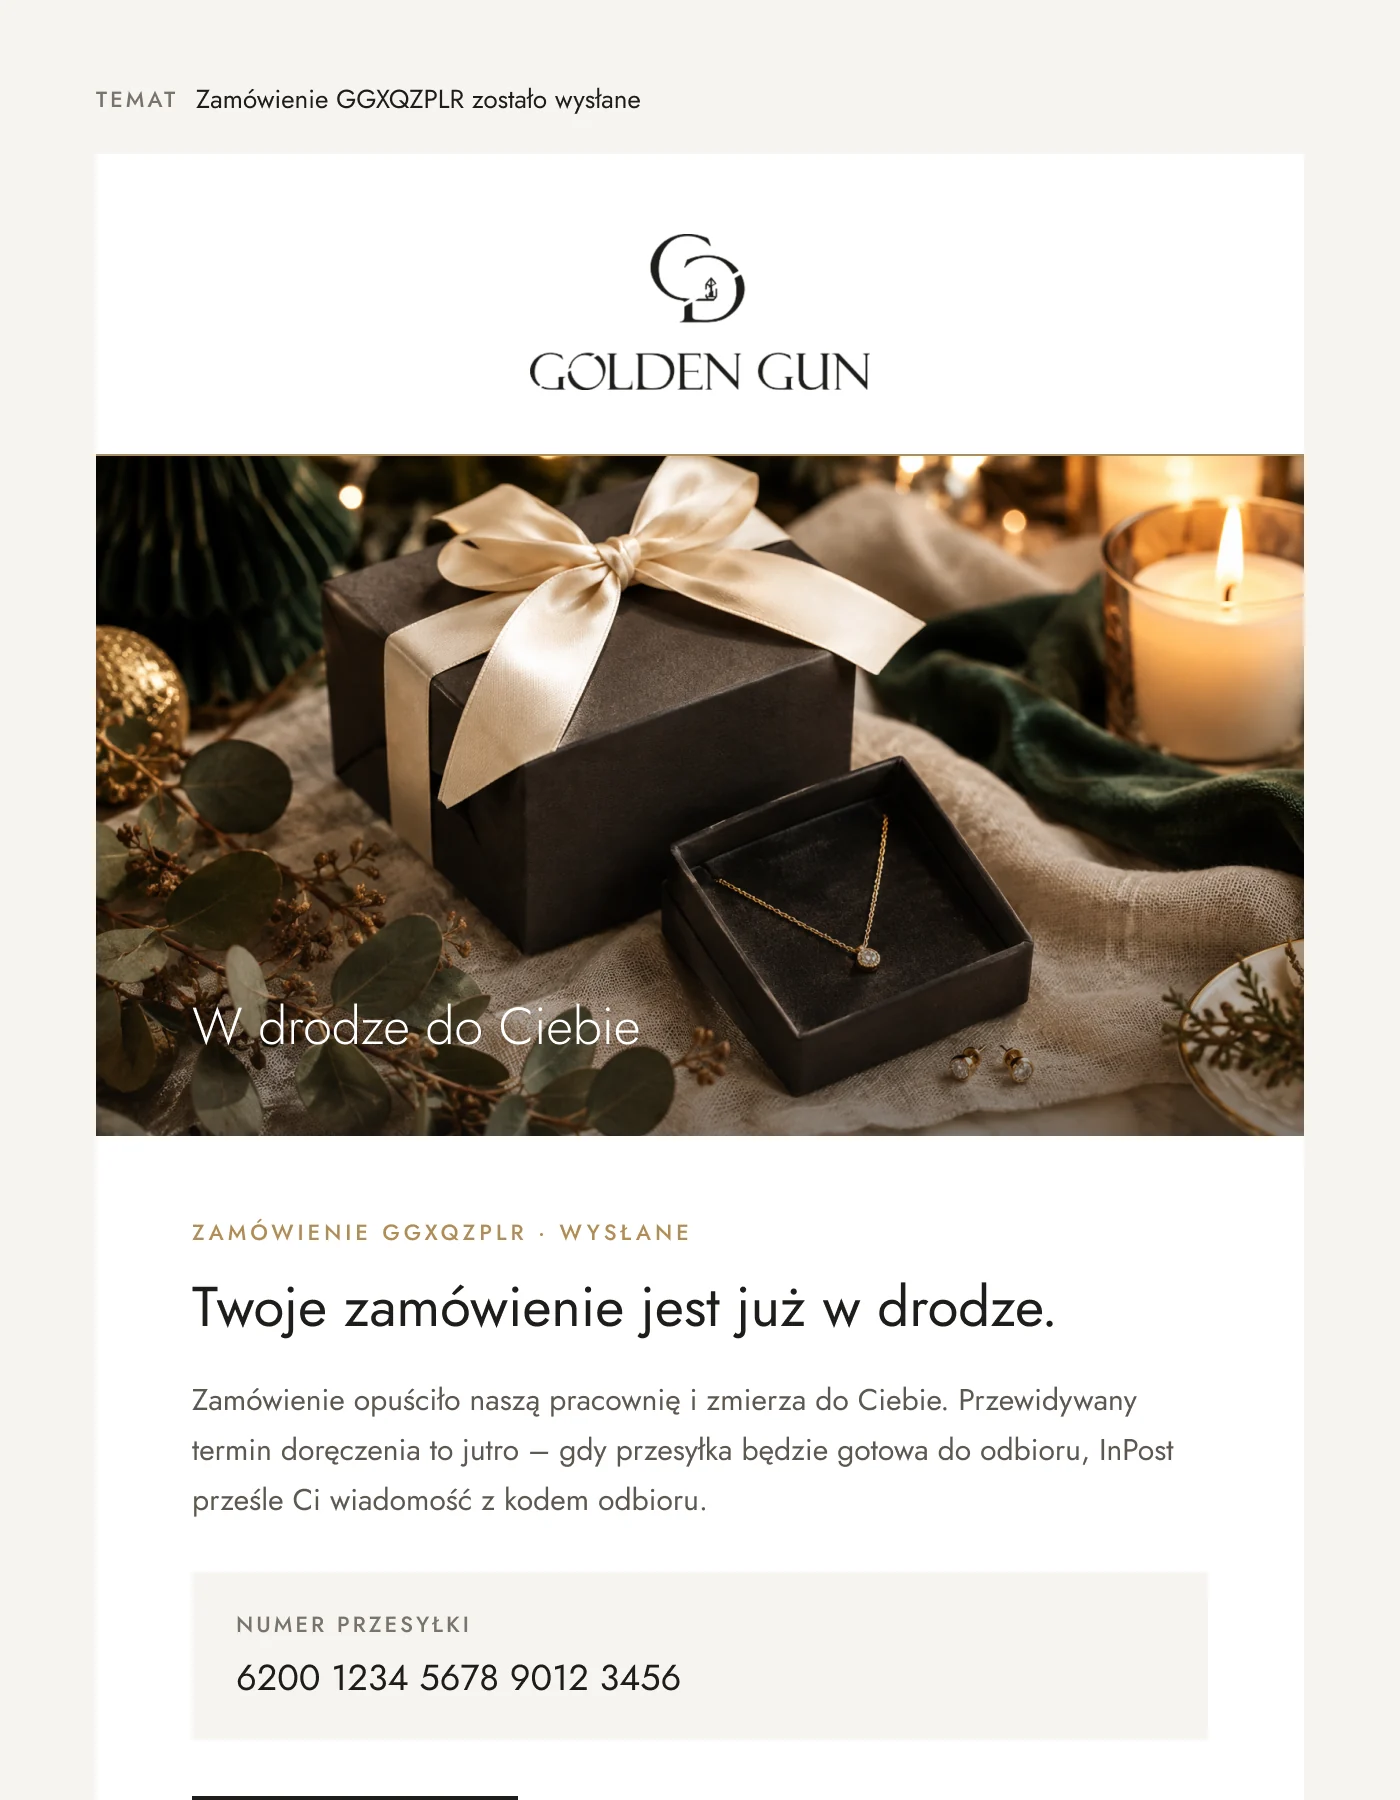 TEMAT Zamówienie GGXQZPLR zostało wysłane
GOLDEN GUN
W drodze do Ciebie
ZAMÓWIENIE GGXQZPLR · WYSŁANE
Twoje zamówienie jest już w drodze.
Zamówienie opuściło naszą pracownię i zmierza do Ciebie. Przewidywany
termin doręczenia to jutro – gdy przesyłka będzie gotowa do odbioru, InPost
prześle Ci wiadomość z kodem odbioru.
NUMER PRZESYŁKI
6200 1234 5678 9012 3456